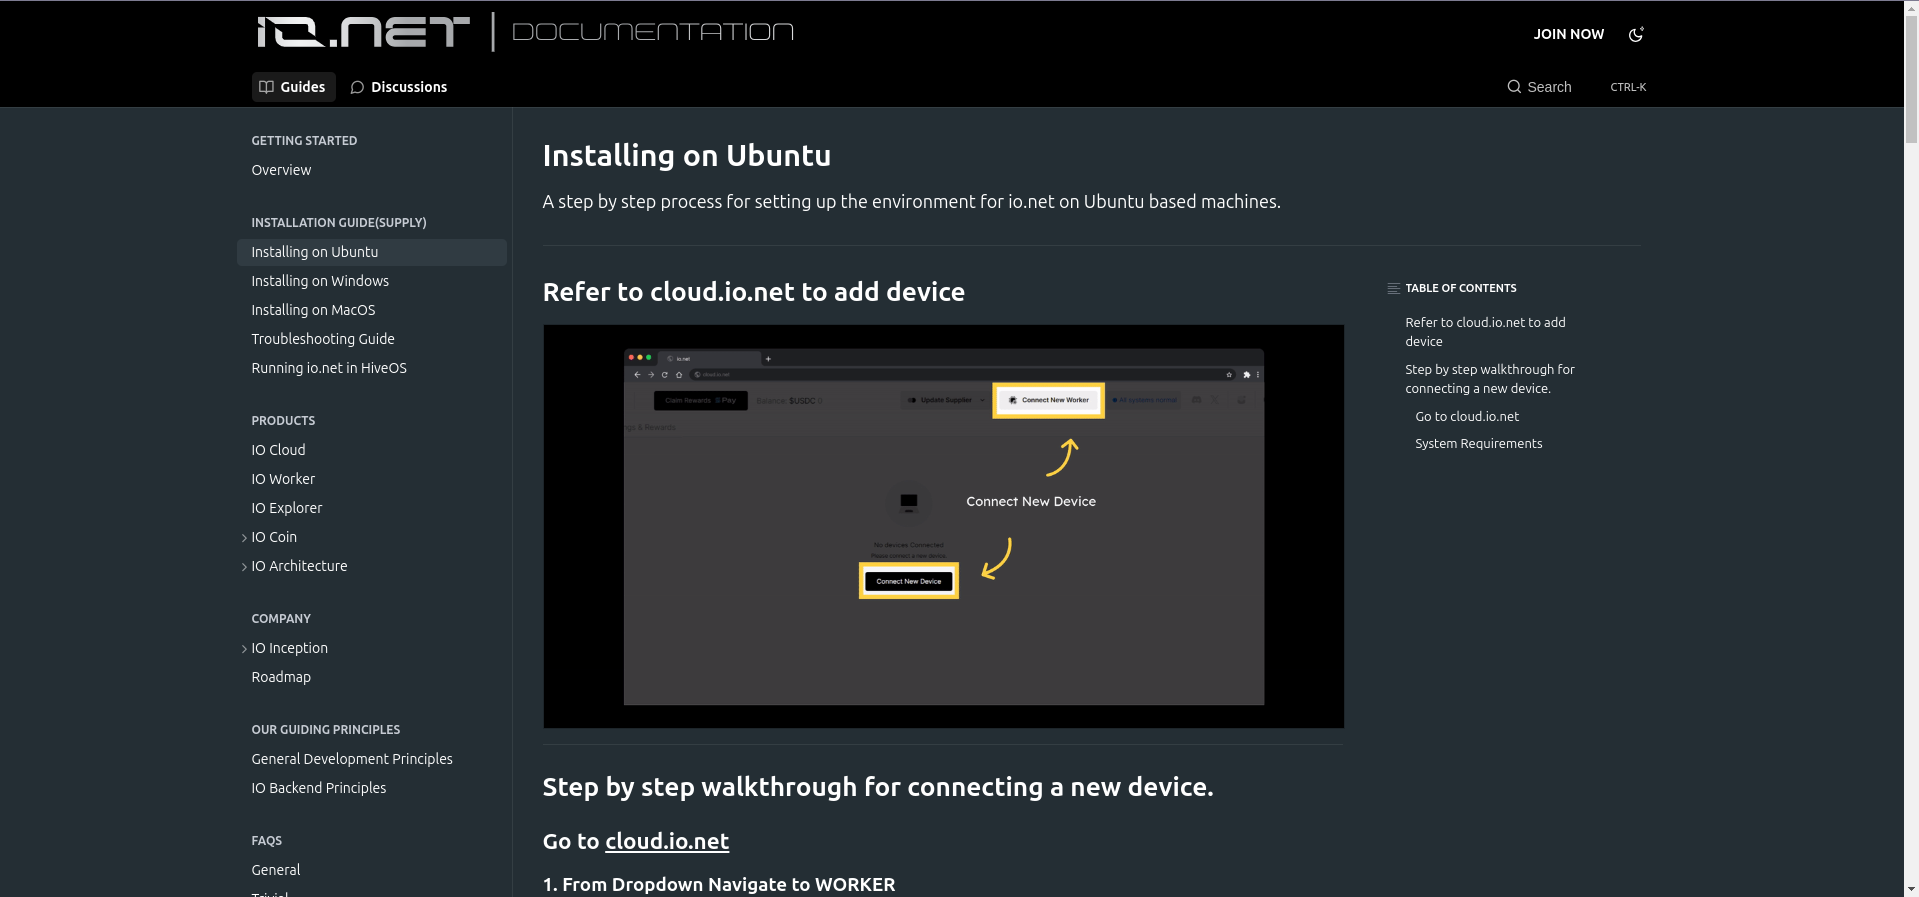 IO.NET | DOCUMENTATION
JOIN NOW
Guides
Discussions
Search
CTRL-K
GETTING STARTED
Overview
INSTALLATION GUIDE(SUPPLY)
Installing on Ubuntu
Installing on Windows
Installing on MacOS
Troubleshooting Guide
Running io.net in HiveOS
PRODUCTS
IO Cloud
IO Worker
IO Explorer
IO Coin
IO Architecture
COMPANY
IO Inception
Roadmap
OUR GUIDING PRINCIPLES
General Development Principles
IO Backend Principles
FAQS
General
Installing on Ubuntu
A step by step process for setting up the environment for io.net on Ubuntu based machines.
Refer to cloud.io.net to add device
io.net
cloud.io.net
Claim Rewards
Pay
Balance: $USDC 0
Update Supplier
Connect New Worker
All systems normal
& Rewards
Connect New Device
No devices Connected
Please connect a new device.
Connect New Device
Step by step walkthrough for connecting a new device.
Go to cloud.io.net
1. From Dropdown Navigate to WORKER
TABLE OF CONTENTS
Refer to cloud.io.net to add
device
Step by step walkthrough for
connecting a new device.
Go to cloud.io.net
System Requirements